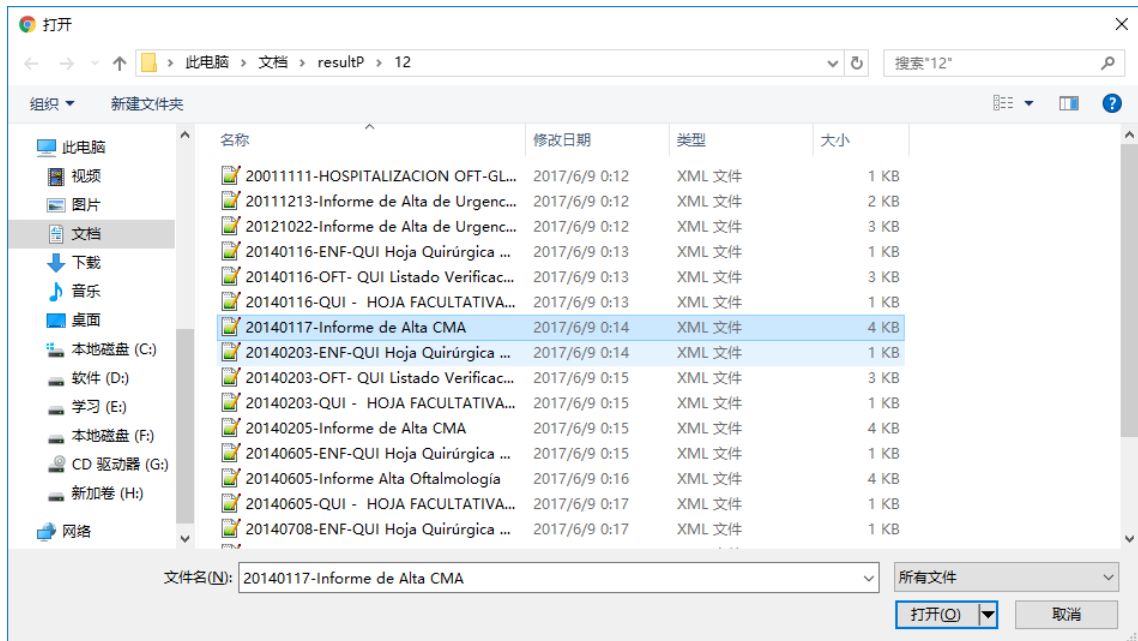 打开
此电脑 › 文档 › resultP › 12
搜索"12"
组织
新建文件夹
此电脑
视频
图片
文档
下载
音乐
桌面
本地磁盘 (C:)
软件 (D:)
学习 (E:)
本地磁盘 (F:)
CD 驱动器 (G:)
新加卷 (H:)
网络
名称 修改日期 类型 大小
20011111-HOSPITALIZACION OFT-GL... 2017/6/9 0:12 XML 文件 1 KB
20111213-Informe de Alta de Urgenc... 2017/6/9 0:12 XML 文件 2 KB
20121022-Informe de Alta de Urgenc... 2017/6/9 0:12 XML 文件 3 KB
20140116-ENF-QUI Hoja Quirúrgica ... 2017/6/9 0:13 XML 文件 1 KB
20140116-OFT- QUI Listado Verificac... 2017/6/9 0:13 XML 文件 3 KB
20140116-QUI - HOJA FACULTATIVA... 2017/6/9 0:13 XML 文件 1 KB
20140117-Informe de Alta CMA 2017/6/9 0:14 XML 文件 4 KB
20140203-ENF-QUI Hoja Quirúrgica ... 2017/6/9 0:14 XML 文件 1 KB
20140203-OFT- QUI Listado Verificac... 2017/6/9 0:15 XML 文件 3 KB
20140203-QUI - HOJA FACULTATIVA... 2017/6/9 0:15 XML 文件 1 KB
20140205-Informe de Alta CMA 2017/6/9 0:15 XML 文件 4 KB
20140605-ENF-QUI Hoja Quirúrgica ... 2017/6/9 0:15 XML 文件 1 KB
20140605-Informe Alta Oftalmología 2017/6/9 0:16 XML 文件 4 KB
20140605-QUI - HOJA FACULTATIVA... 2017/6/9 0:17 XML 文件 1 KB
20140708-ENF-QUI Hoja Quirúrgica ... 2017/6/9 0:17 XML 文件 1 KB
文件名(N): 20140117-Informe de Alta CMA
所有文件
打开(O)
取消